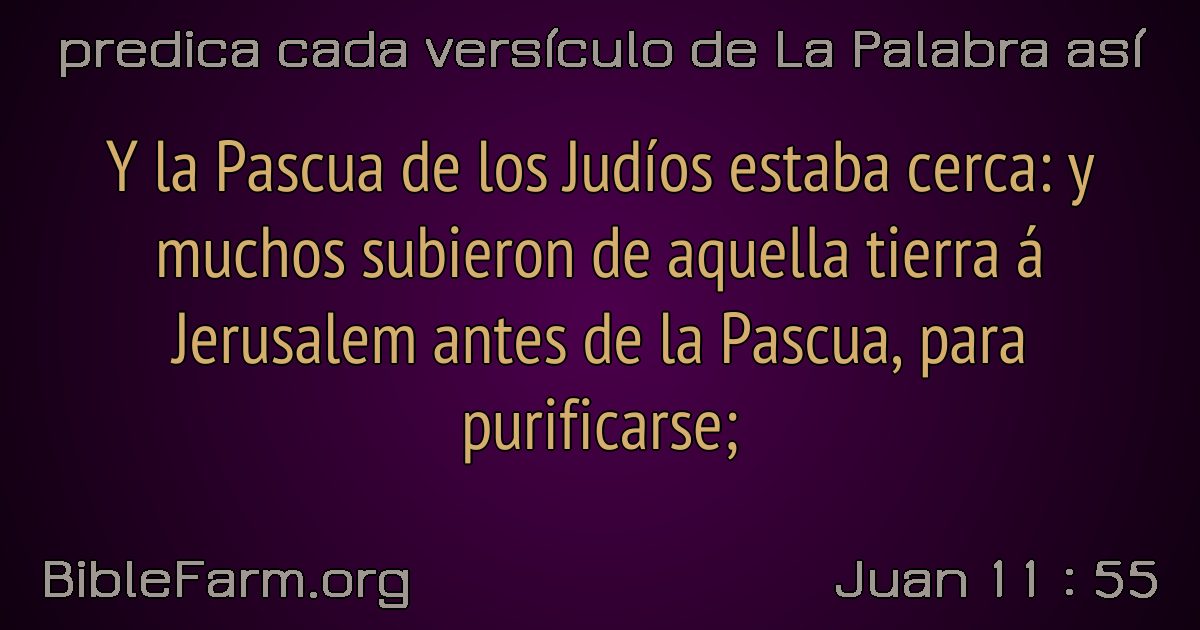 predica cada versículo de La Palabra así
Y la Pascua de los Judíos estaba cerca: y
muchos subieron de aquella tierra á
Jerusalem antes de la Pascua, para
purificarse;
BibleFarm.org
Juan 11 : 55